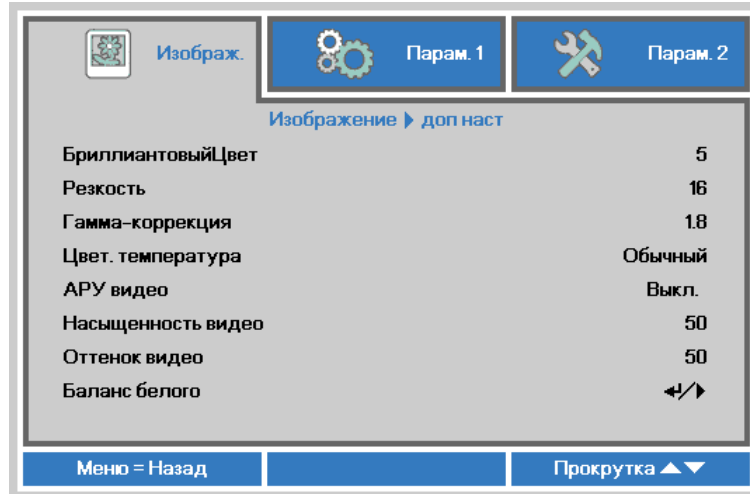 Изображ. Парам. 1 Парам. 2
Изображение ▶ доп наст
БриллиантовыйЦвет 5
Резкость 16
Гамма-коррекция 1.8
Цвет. температура Обычный
АРУ видео Выкл.
Насыщенность видео 50
Оттенок видео 50
Баланс белого ↵/▶
Меню = Назад Прокрутка ▲▼